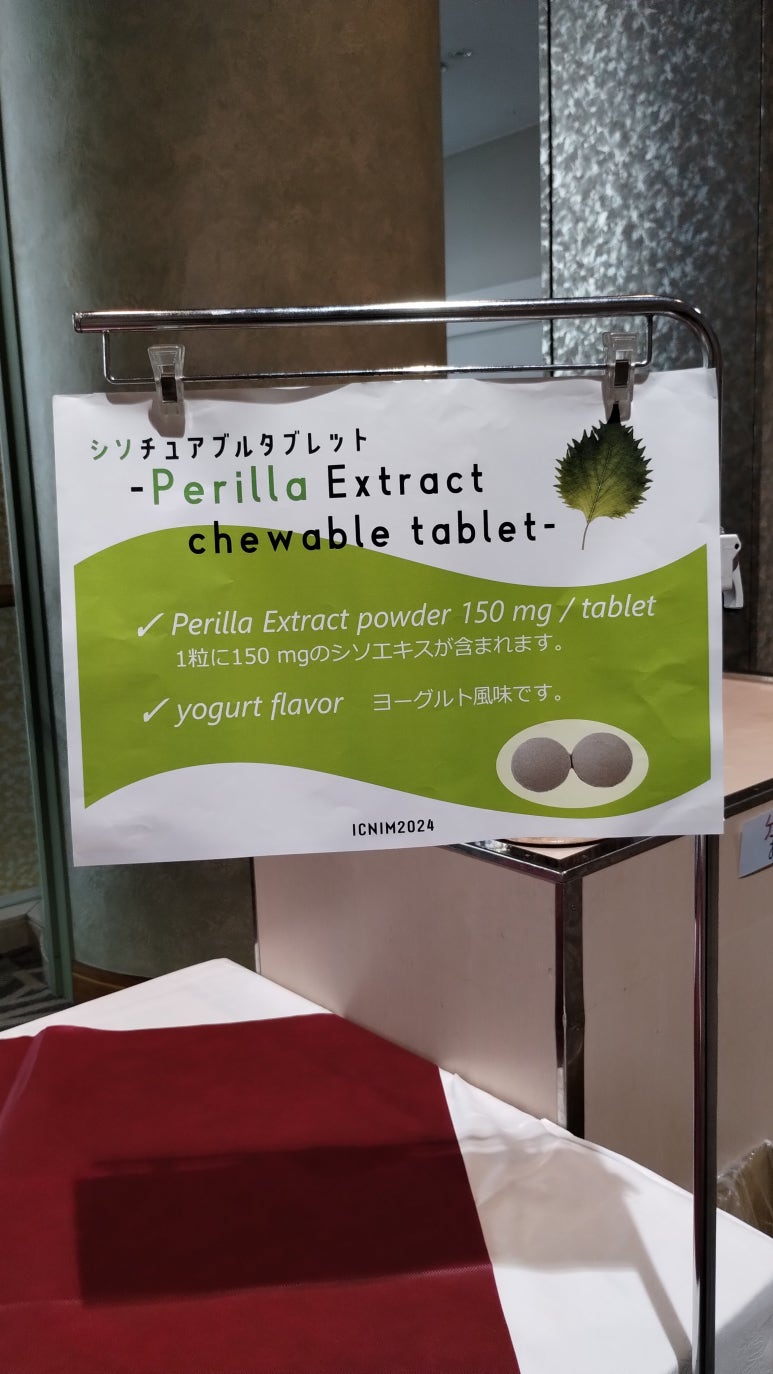 シソチュアブルタブレット
-Perilla Extract
chewable tablet-
✓ Perilla Extract powder 150 mg / tablet
1粒に150 mgのシソエキスが含まれます。
✓ yogurt flavor ヨーグルト風味です。
ICNIM2024